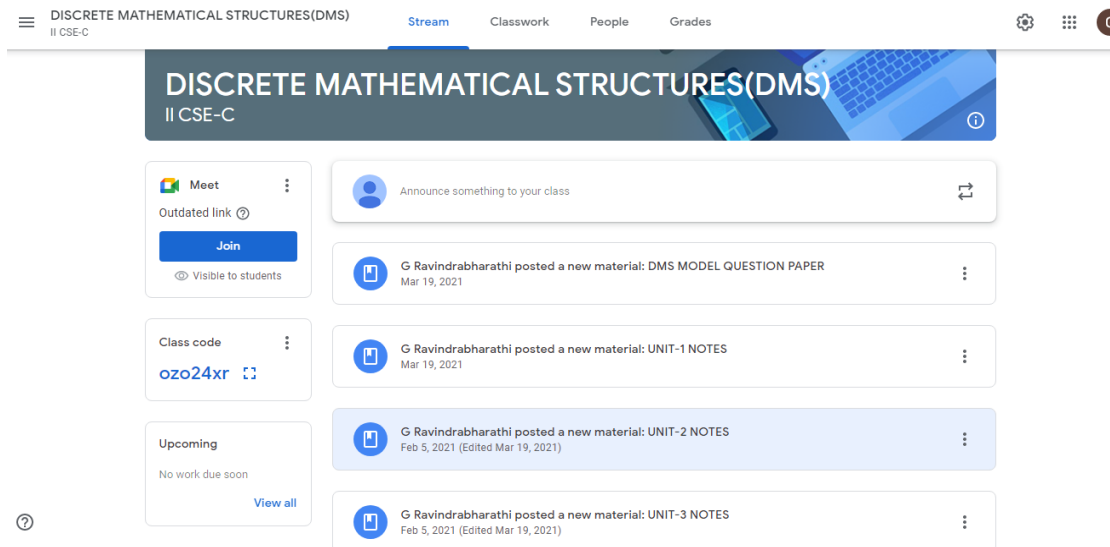 DISCRETE MATHEMATICAL STRUCTURES(DMS)
II CSE-C
Stream
Classwork
People
Grades
DISCRETE MATHEMATICAL STRUCTURES(DMS)
II CSE-C
Meet
Outdated link
Join
Visible to students
Class code
ozo24xr
Upcoming
No work due soon
View all
Announce something to your class
G Ravindrabharathi posted a new material: DMS MODEL QUESTION PAPER
Mar 19, 2021
G Ravindrabharathi posted a new material: UNIT-1 NOTES
Mar 19, 2021
G Ravindrabharathi posted a new material: UNIT-2 NOTES
Feb 5, 2021 (Edited Mar 19, 2021)
G Ravindrabharathi posted a new material: UNIT-3 NOTES
Feb 5, 2021 (Edited Mar 19, 2021)